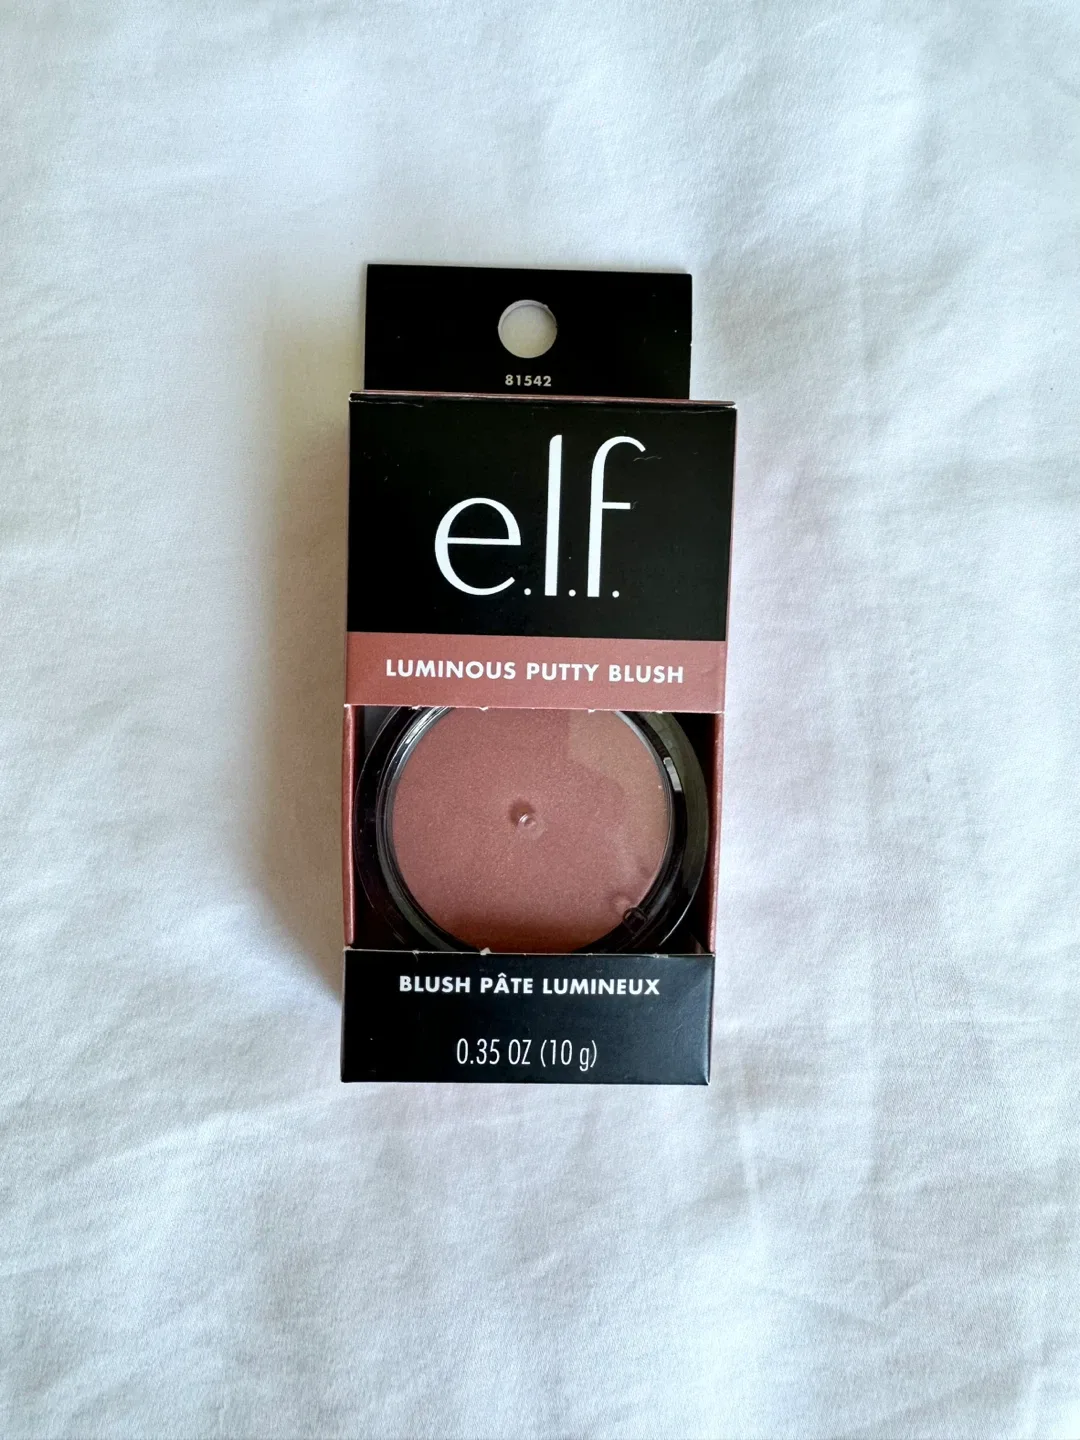 81542
e.l.f.
LUMINOUS PUTTY BLUSH
BLUSH PÂTE LUMINEUX
0.35 OZ (10 g)